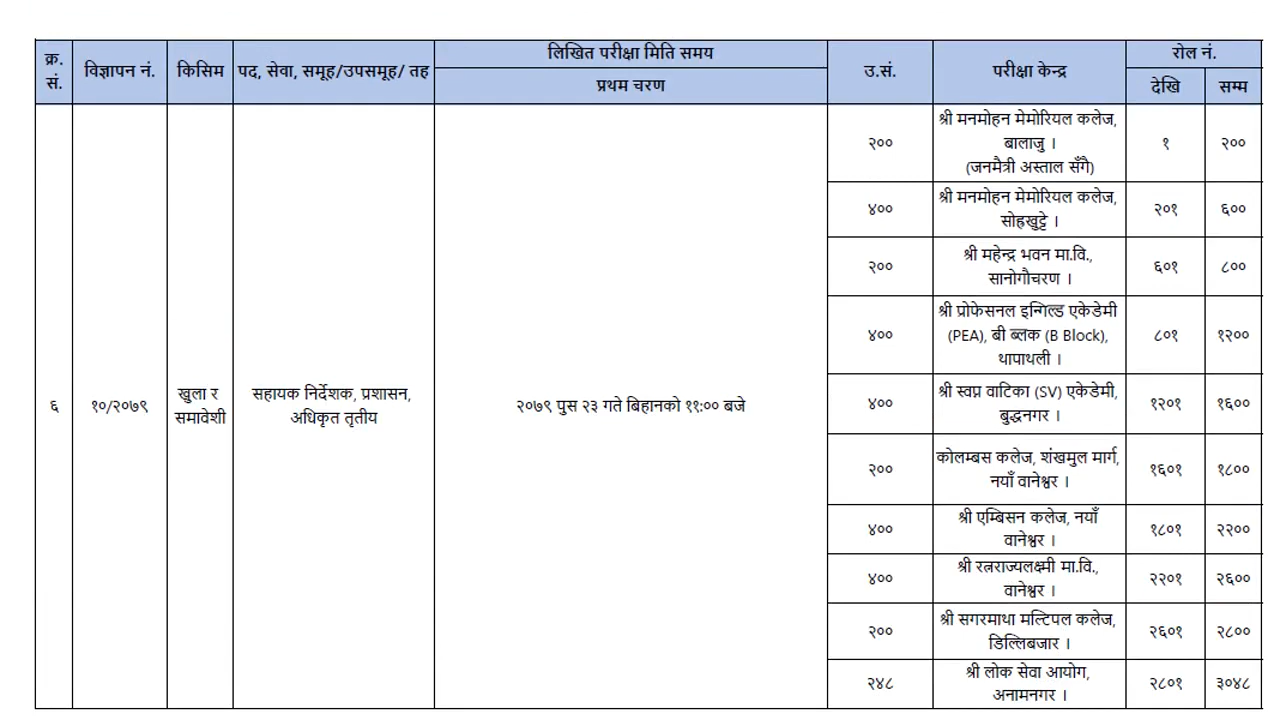 क्र. सं.
विज्ञापन नं.
किसिम
पद, सेवा, समूह/उपसमूह/ तह
लिखित परीक्षा मिति समय
प्रथम चरण
उ.सं.
परीक्षा केन्द्र
रोल नं.
देखि
सम्म
६
१०/२०७९
खुला र
समावेशी
सहायक निर्देशक, प्रशासन,
अधिकृत तृतीय
२०७९ पुस २३ गते बिहानको ११:०० बजे
२००
श्री मनमोहन मेमोरियल कलेज,
बालाजु ।
(जनमैत्री अस्ताल सँगै)
१
२००
४००
श्री मनमोहन मेमोरियल कलेज,
सोह्रखुट्टे ।
२०१
६००
२००
श्री महेन्द्र भवन मा.वि.,
सानोगौचरण ।
६०१
८००
४००
श्री प्रोफेसनल इन्गिल्ड एकेडेमी
(PEA), बी ब्लक (B Block),
थापाथली ।
८०१
१२००
४००
श्री स्वप्न वाटिका (SV) एकेडेमी,
बुद्धनगर ।
१२०१
१६००
२००
कोलम्बस कलेज, शंखमुल मार्ग,
नयाँ वानेश्वर ।
१६०१
१८००
४००
श्री एम्बिसन कलेज, नयाँ
वानेश्वर ।
१८०१
२२००
४००
श्री रत्नराज्यलक्ष्मी मा.वि.,
वानेश्वर ।
२२०१
२६००
२००
श्री सगरमाथा मल्टिपल कलेज,
डिल्लिबजार ।
२६०१
२८००
२४८
श्री लोक सेवा आयोग,
अनामनगर ।
२८०१
३०४८